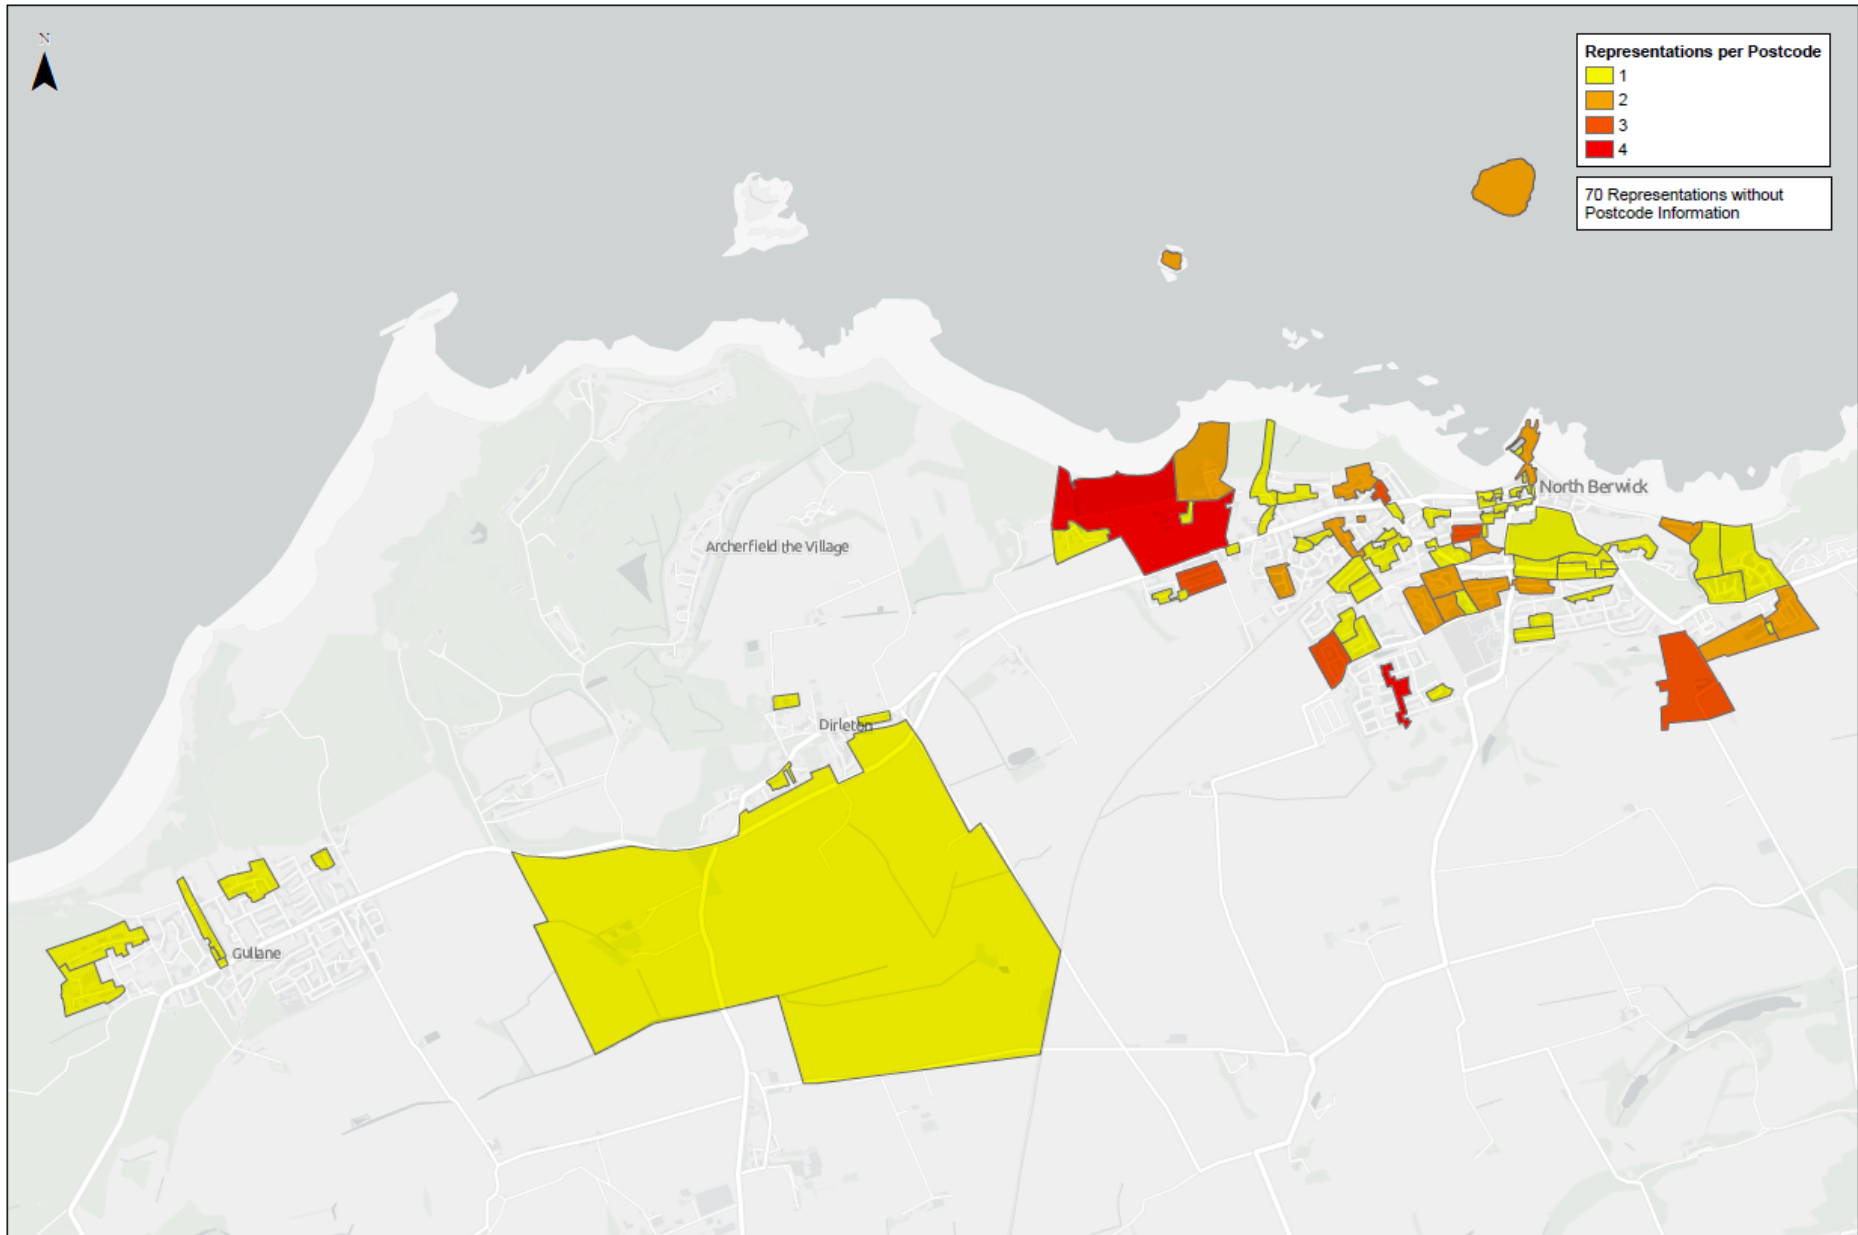 N
Representations per Postcode
1
2
3
4
70 Representations without
Postcode Information
North Berwick
Archerfield the Village
Dirleton
Gullane